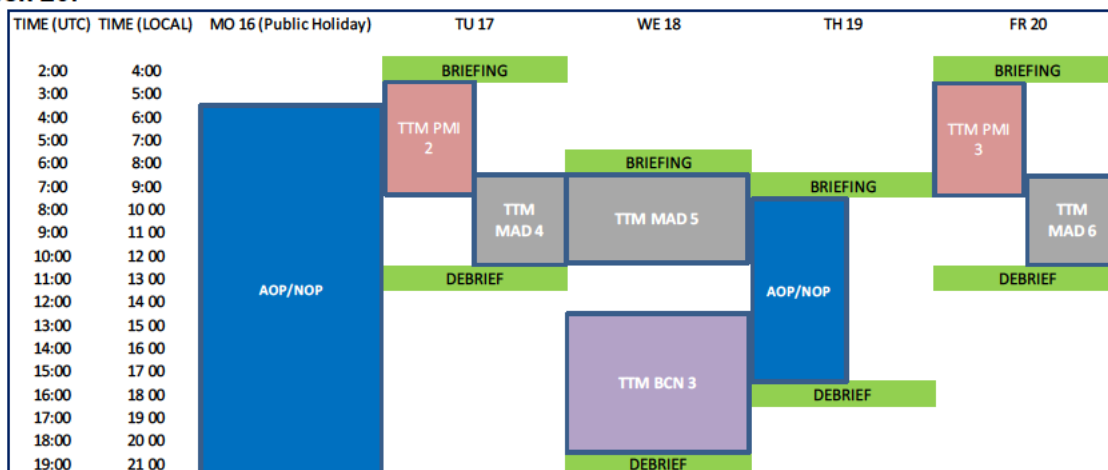 TIME (UTC) TIME (LOCAL) MO 16 (Public Holiday) TU 17 WE 18 TH 19 FR 20
2:00 4:00 BRIEFING BRIEFING
3:00 5:00
4:00 6:00
TTM PMI 2
TTM PMI 3
5:00 7:00
6:00 8:00 BRIEFING
7:00 9:00 BRIEFING
8:00 10 00
TTM MAD 4
TTM MAD 5
TTM MAD 6
9:00 11 00
10:00 12 00
11:00 13 00 DEBRIEF DEBRIEF
AOP/NOP AOP/NOP
12:00 14 00
13:00 15 00
14:00 16 00
15:00 17 00
TTM BCN 3
16:00 18 00 DEBRIEF
17:00 19 00
18:00 20 00
19:00 21 00 DEBRIEF